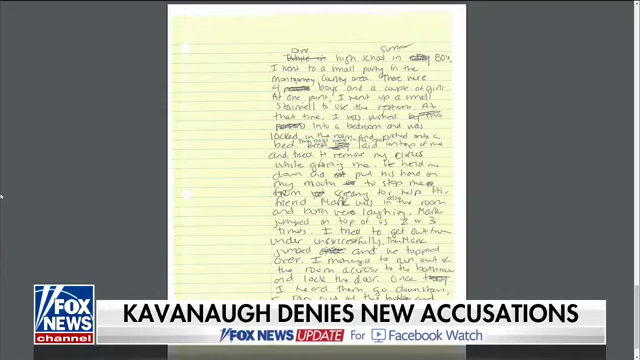 One summer
high school in 80's,
I went to a small party in the
Montgomery County area. There were
4 boys and a couple of girls.
At one point, I went up a small
stairwell to use the restroom. At
that time, I was pushed
into a bedroom and was
locked in the room and pushed onto a
bed. laid on top of me
and tried to remove my clothes
while groping me. He held me
down and put his hand on
my mouth to stop me
from for help. His
friend Mark was also in the room
and both were laughing. Mark
jumped on top of us 2 or 3
times. I tried to get out from
under unsuccessfully. Then Mark
jumped and we toppled
over. I managed to run out of
the room across to the bathroom
and lock the door. Once
I heard them go downstairs,
I ran out of the and
FOX
NEWS
channel
KAVANAUGH DENIES NEW ACCUSATIONS
FOX NEWS UPDATE For Facebook Watch